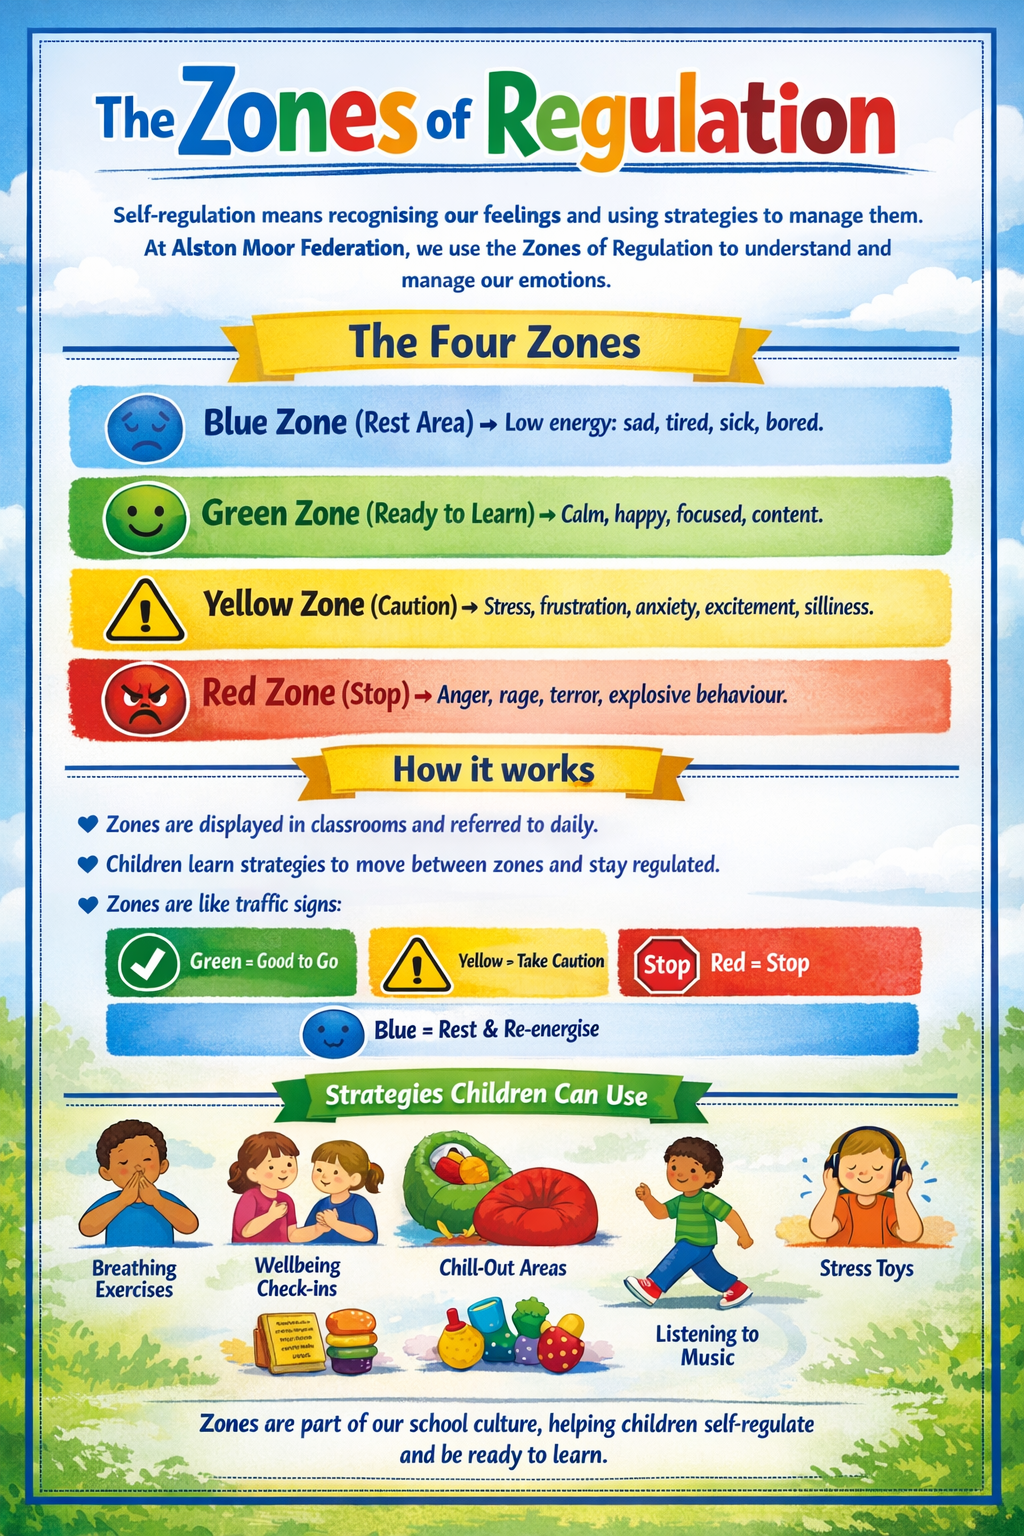 The Zones of Regulation
Self-regulation means recognising our feelings and using strategies to manage them.
At Alston Moor Federation, we use the Zones of Regulation to understand and
manage our emotions.
The Four Zones
Blue Zone (Rest Area) → Low energy: sad, tired, sick, bored.
Green Zone (Ready to Learn) → Calm, happy, focused, content.
Yellow Zone (Caution) → Stress, frustration, anxiety, excitement, silliness.
Red Zone (Stop) → Anger, rage, terror, explosive behaviour.
How it works
Zones are displayed in classrooms and referred to daily.
Children learn strategies to move between zones and stay regulated.
Zones are like traffic signs:
Green = Good to Go
Yellow = Take Caution
Stop Red = Stop
Blue = Rest & Re-energise
Strategies Children Can Use
Breathing
Exercises
Wellbeing
Check-ins
Chill-Out Areas
Listening to
Music
Stress Toys
Zones are part of our school culture, helping children self-regulate
and be ready to learn.